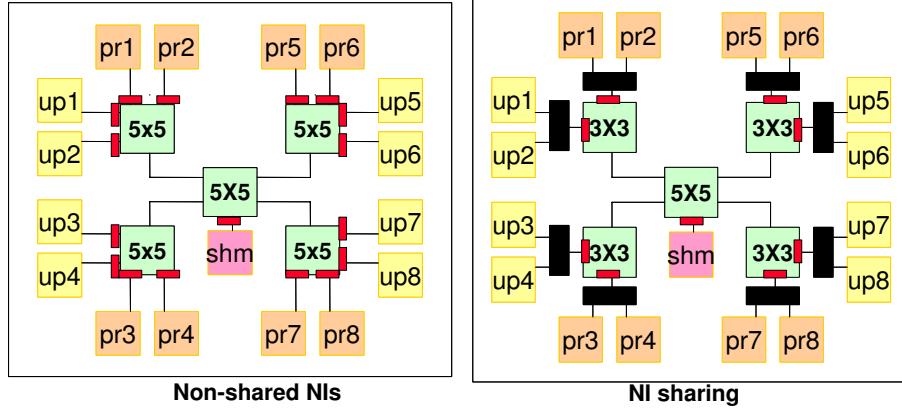 pr1 pr2 pr5 pr6
up1 5x5 5x5 up5
up2 up6
5X5
up3 up7
5x5 shm 5x5
up4 up8
pr3 pr4 pr7 pr8
Non-shared NIs
pr1 pr2 pr5 pr6
up1 3X3 3X3 up5
up2 up6
5X5
up3 up7
3X3 shm 3X3
up4 up8
pr3 pr4 pr7 pr8
NI sharing